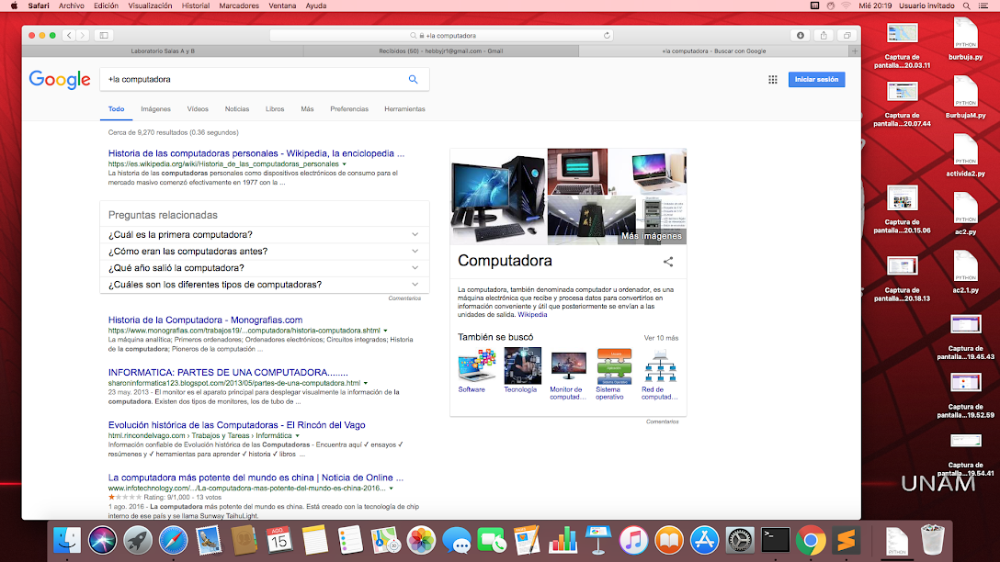 Safari Archivo Edición Visualización Historial Marcadores Ventana Ayuda
Mié 20:19 Usuario invitado
+la computadora
Laboratorio Salas A y B
Recibidos (50) - hebbyjr1@gmail.com - Gmail
+la computadora - Buscar con Google
Google
+la computadora
Iniciar sesión
Todo Imágenes Vídeos Noticias Libros Más Preferencias Herramientas
Cerca de 9,270 resultados (0.36 segundos)
Historia de las computadoras personales - Wikipedia, la enciclopedia ...
https://es.wikipedia.org/wiki/Historia_de_las_computadoras_personales
La historia de las computadoras personales como dispositivos electrónicos de consumo para el
mercado masivo comenzó efectivamente en 1977 con la ...
Preguntas relacionadas
¿Cuál es la primera computadora?
¿Cómo eran las computadoras antes?
¿Qué año salió la computadora?
¿Cuáles son los diferentes tipos de computadoras?
Comentarios
Historia de la Computadora - Monografias.com
https://www.monografias.com/trabajos19/...computadora/historia-computadora.shtml
La máquina analítica; Primeros ordenadores; Ordenadores electrónicos; Circuitos integrados; Historia
de la computadora; Pioneros de la computación ...
INFORMATICA: PARTES DE UNA COMPUTADORA........
sharoninformatica123.blogspot.com/2013/05/partes-de-una-computadora.html
23 may. 2013 - El monitor es el aparato principal para desplegar visualmente la información de la
computadora. Existen dos tipos de monitores, los de tubo de ...
Evolución histórica de las Computadoras - El Rincón del Vago
html.rincondelvago.com › Trabajos y Tareas › Informática
Información confiable de Evolución histórica de las Computadoras - Encuentra aquí ✓ ensayos ✓
resúmenes y ✓ herramientas para aprender ✓ historia ✓ libros ...
La computadora más potente del mundo es china | Noticia de Online ...
www.infotechnology.com/.../La-computadora-mas-potente-del-mundo-es-china-2016...
Rating: 9/1,000 - 13 votos
1 ago. 2016 - La computadora más potente del mundo es china. Está creado con la tecnología de chip
interno de ese país y se llama Sunway TaihuLight.
Más imágenes
Computadora
La computadora, también denominada computador u ordenador, es una
máquina electrónica que recibe y procesa datos para convertirlos en
información conveniente y útil que posteriormente se envían a las
unidades de salida. Wikipedia
También se buscó
Ver 10 más
Software
Tecnología
Monitor de
computad...
Sistema
operativo
Red de
computad...
Comentarios
Captura de
pantalla...20.03.11
PYTHON
burbuja.py
Captura de
pantalla...20.07.44
PYTHON
BurbujaM.py
PYTHON
activida2.py
Captura de
pantalla...20.15.06
PYTHON
ac2.py
Captura de
pantalla...20.18.13
PYTHON
ac2.1.py
Captura de
pantalla...19.45.43
Captura de
pantalla...19.52.59
Captura de
pantalla...19.54.41
UNAM
AGO
15
PYTHON